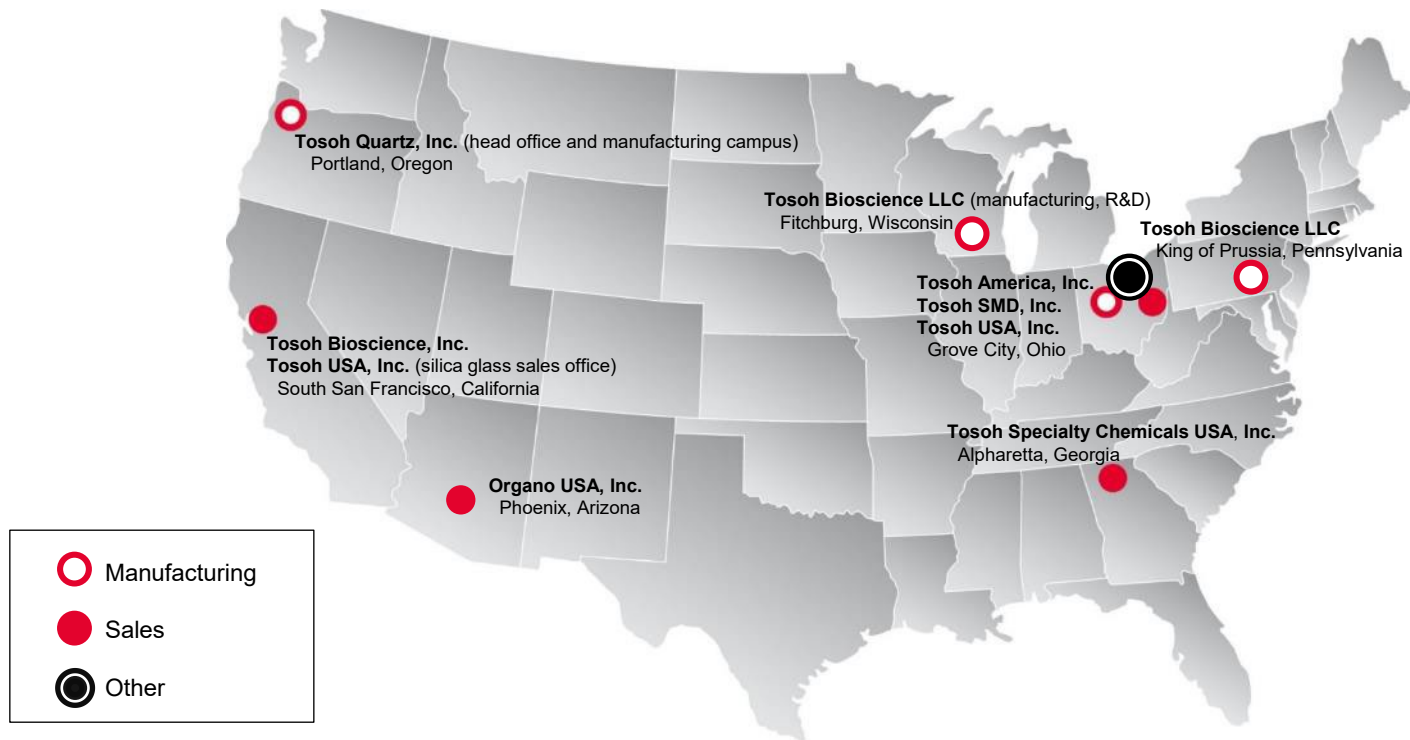 Tosoh Quartz, Inc. (head office and manufacturing campus)
Portland, Oregon
Tosoh Bioscience LLC (manufacturing, R&D)
Fitchburg, Wisconsin
Tosoh Bioscience LLC
King of Prussia, Pennsylvania
Tosoh America, Inc.
Tosoh SMD, Inc.
Tosoh USA, Inc.
Grove City, Ohio
Tosoh Bioscience, Inc.
Tosoh USA, Inc. (silica glass sales office)
South San Francisco, California
Tosoh Specialty Chemicals USA, Inc.
Alpharetta, Georgia
Organo USA, Inc.
Phoenix, Arizona
Manufacturing
Sales
Other